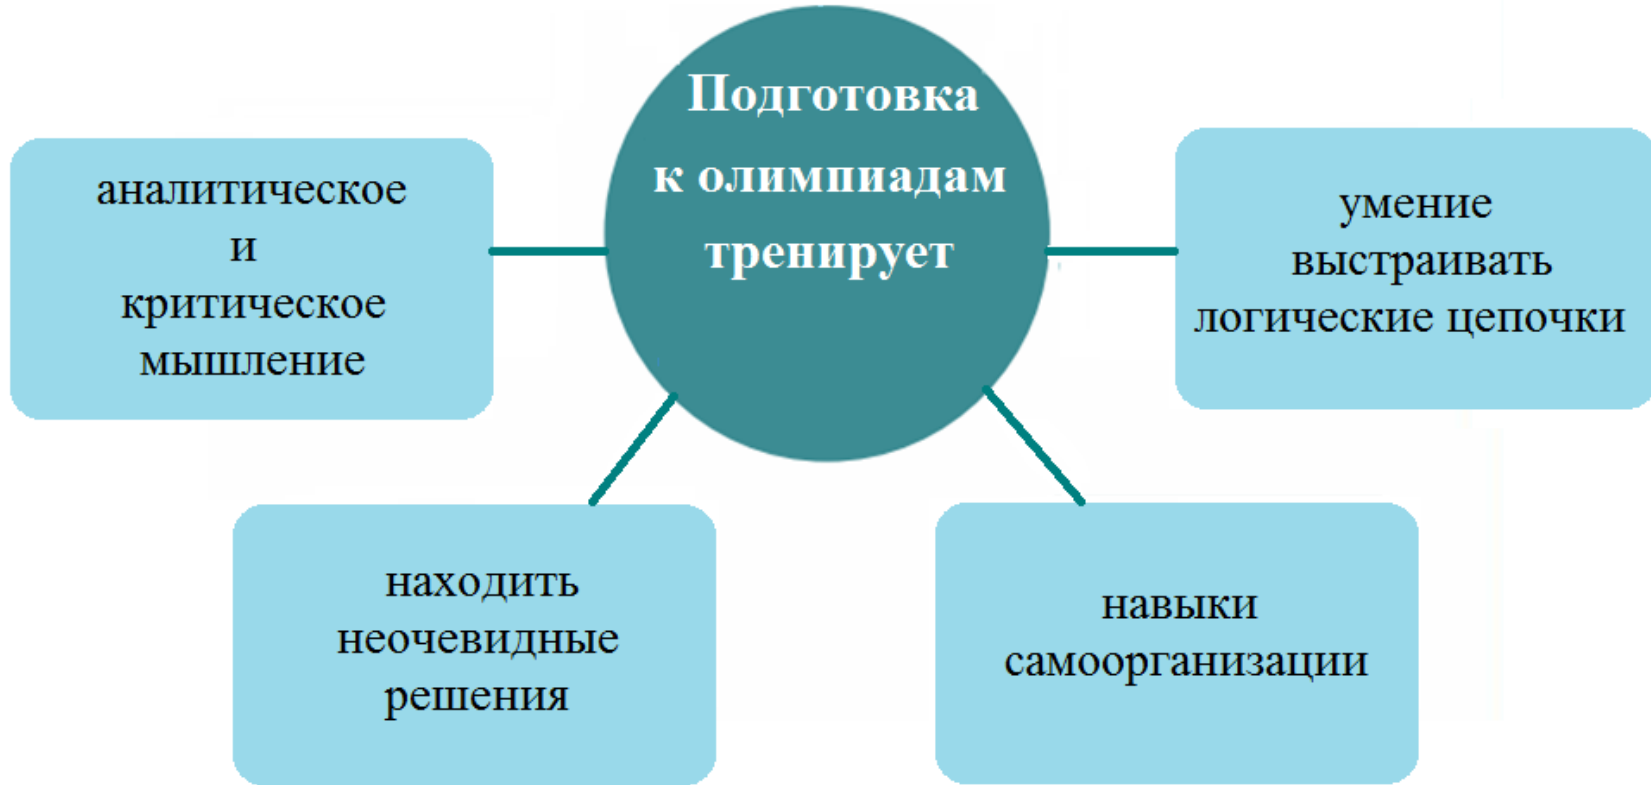 Подготовка
к олимпиадам
тренирует
аналитическое
и
критическое
мышление
умение
выстраивать
логические цепочки
находить
неочевидные
решения
навыки
самоорганизации